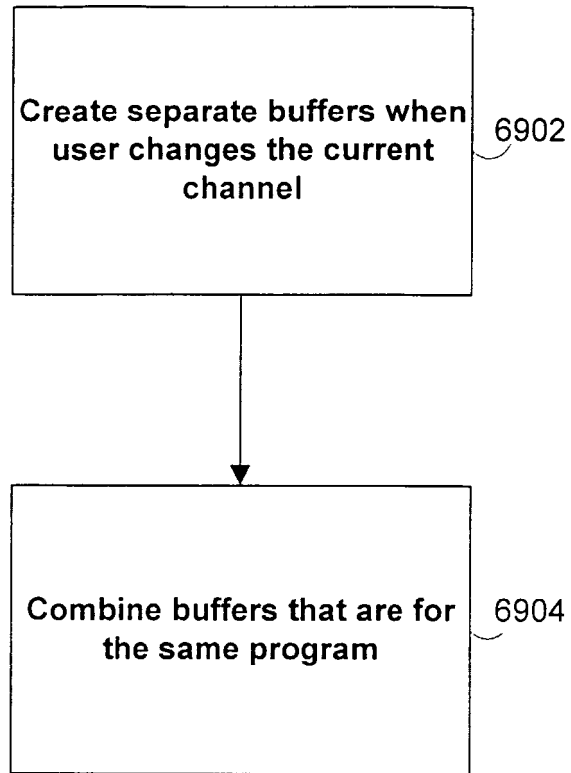 Create separate buffers when
user changes the current
channel
6902
Combine buffers that are for
the same program
6904